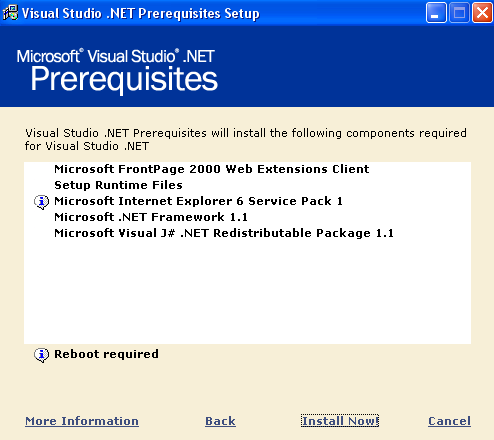 Visual Studio .NET Prerequisites Setup
Microsoft® Visual Studio® .NET
Prerequisites
Visual Studio .NET Prerequisites will install the following components required
for Visual Studio .NET
Microsoft FrontPage 2000 Web Extensions Client
Setup Runtime Files
Microsoft Internet Explorer 6 Service Pack 1
Microsoft .NET Framework 1.1
Microsoft Visual J# .NET Redistributable Package 1.1
Reboot required
More Information Back Install Now! Cancel